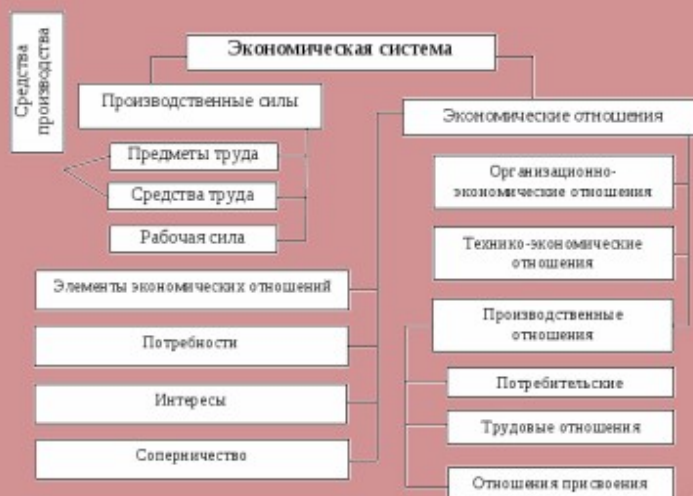 Средства
производства
Экономическая система
Производственные силы
Экономические отношения
Предметы труда
Средства труда
Рабочая сила
Организационно-
экономические отношения
Технико-экономические
отношения
Элементы экономических отношений
Производственные
отношения
Потребности
Потребительские
Интересы
Трудовые отношения
Соперничество
Отношения присвоения